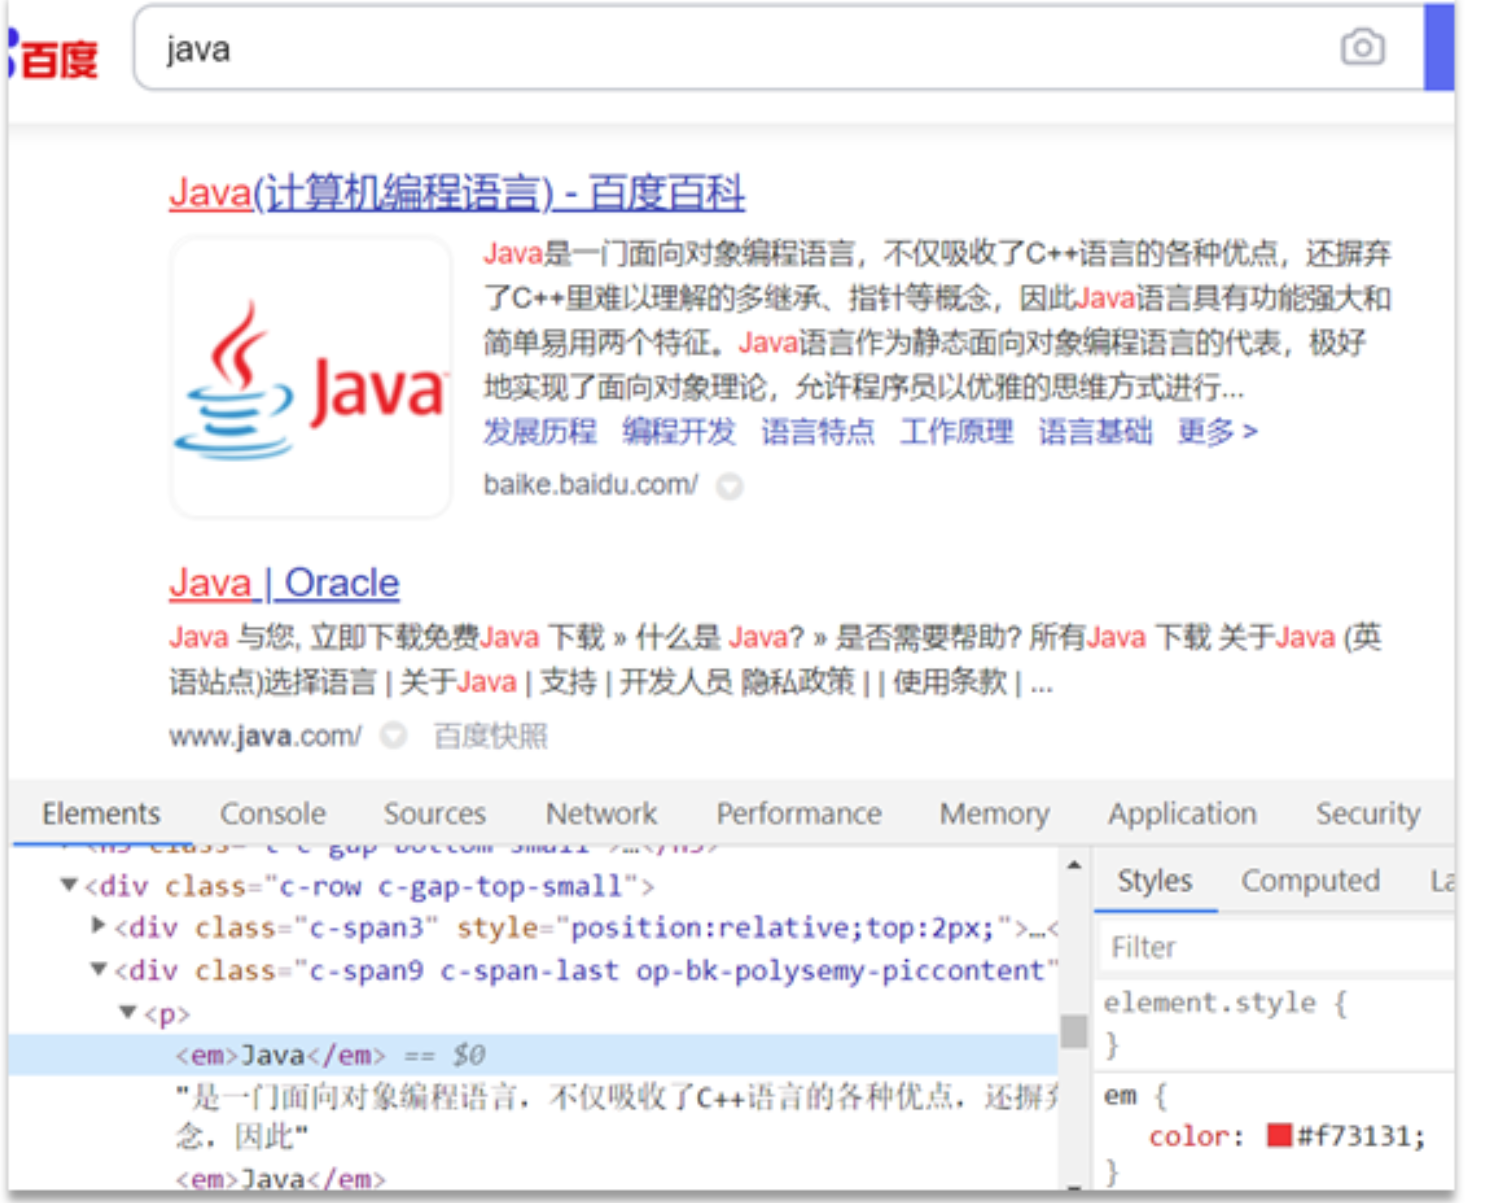 百度
java
Java(计算机编程语言) - 百度百科
Java
Java是一门面向对象编程语言，不仅吸收了C++语言的各种优点，还摒弃
了C++里难以理解的多继承、指针等概念，因此Java语言具有功能强大和
简单易用两个特征。Java语言作为静态面向对象编程语言的代表，极好
地实现了面向对象理论，允许程序员以优雅的思维方式进行...
发展历程 编程开发 语言特点 工作原理 语言基础 更多 >
baike.baidu.com/
Java | Oracle
Java 与您, 立即下载免费Java 下载 » 什么是 Java? » 是否需要帮助? 所有Java 下载 关于Java (英
语站点)选择语言 | 关于Java | 支持 | 开发人员 隐私政策 | | 使用条款 | ...
www.java.com/ 百度快照
Elements Console Sources Network Performance Memory Application Security
<div class="c-row c-gap-top-small">
<div class="c-span3" style="position:relative;top:2px;">…<
<div class="c-span9 c-span-last op-bk-polysemy-piccontent"
<p>
<em>Java</em> == $0
"是一门面向对象编程语言，不仅吸收了C++语言的各种优点，还摒弃
念，因此"
<em>Java</em>
Styles Computed La
Filter
element.style {
}
em {
color: #f73131;
}